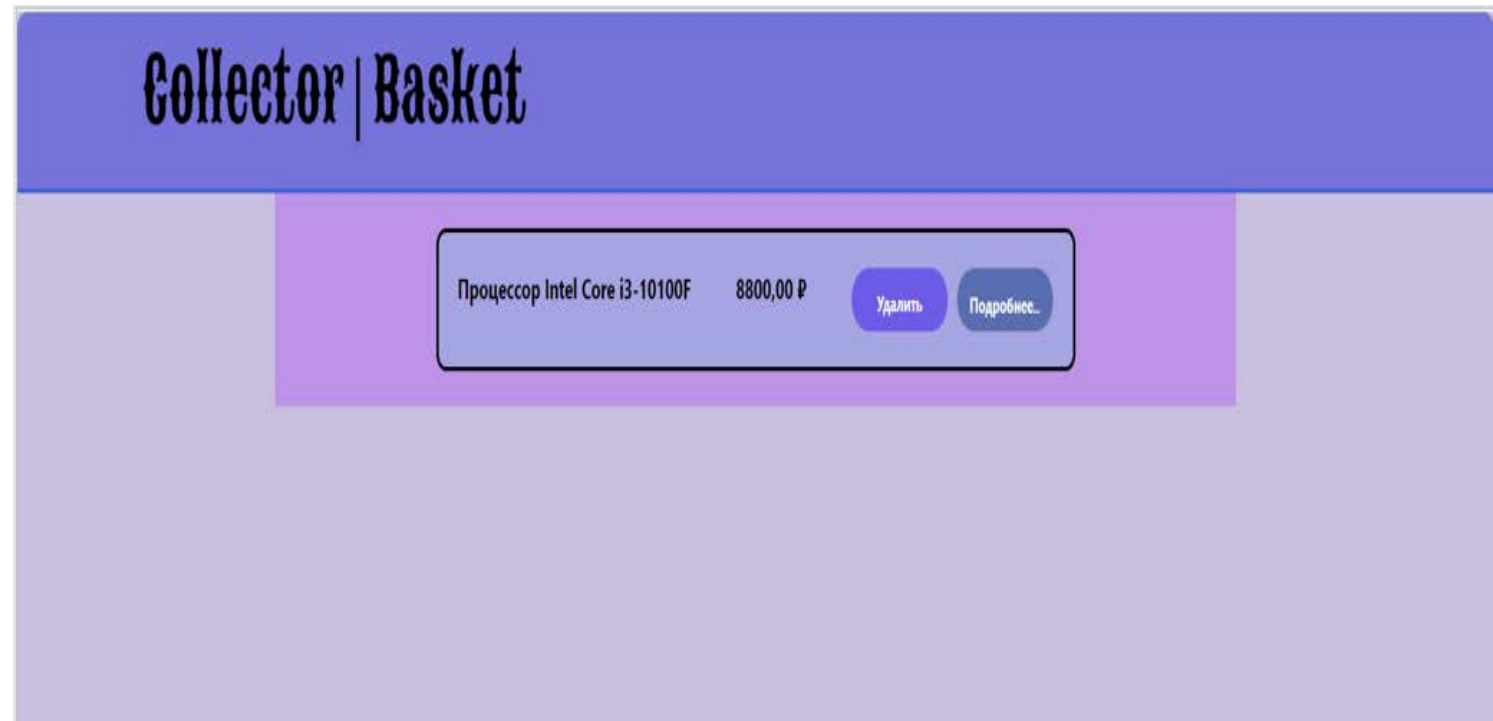 Collector | Basket
Процессор Intel Core i3-10100F 8800,00 ₽ Удалить Подробнее...